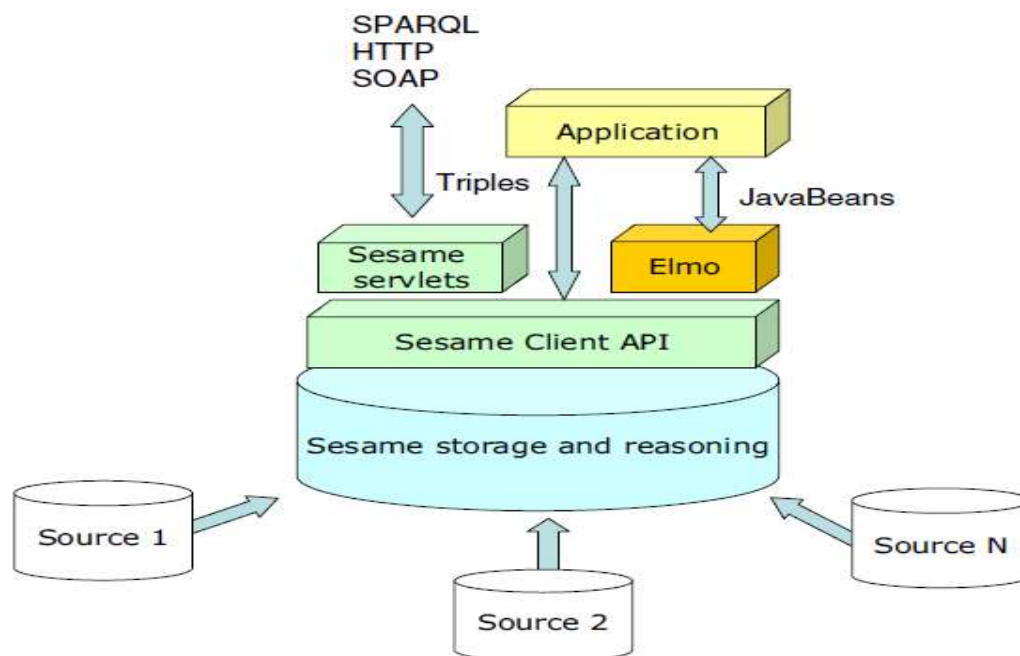 SPARQL
HTTP
SOAP
Application
Triples
JavaBeans
Sesame
servlets
Elmo
Sesame Client API
Sesame storage and reasoning
Source 1
Source N
Source 2